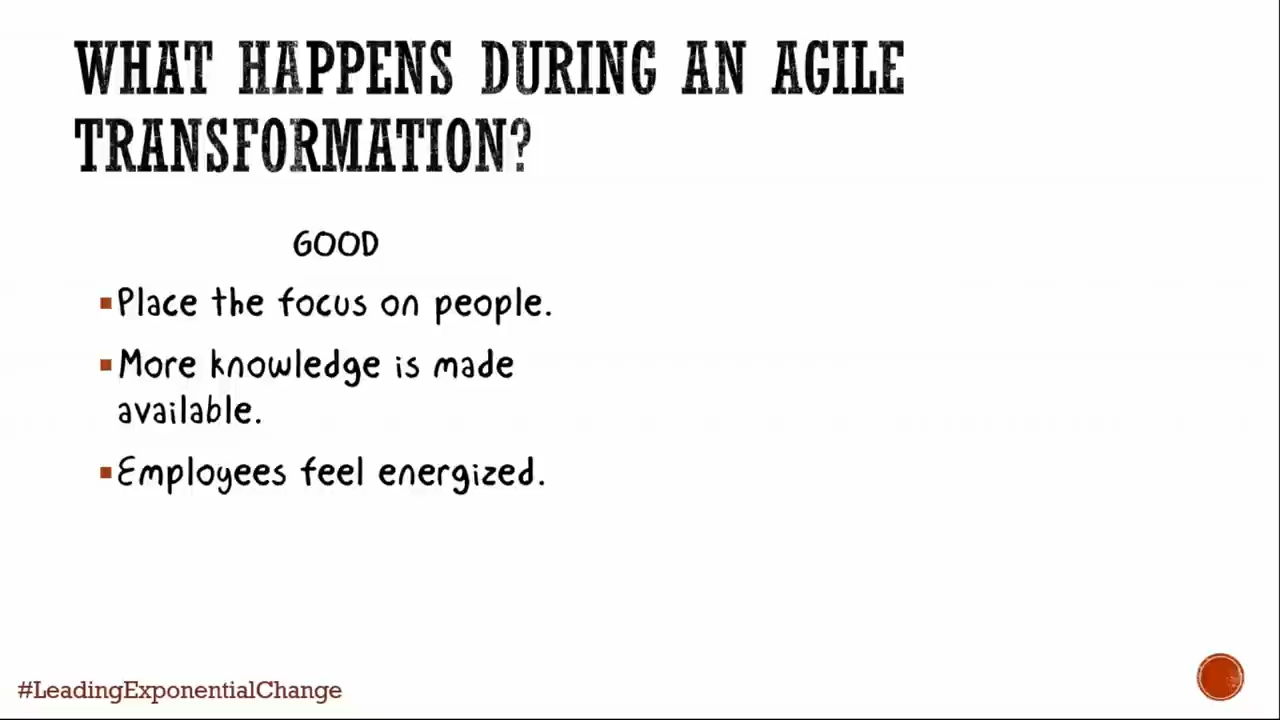 WHAT HAPPENS DURING AN AGILE
TRANSFORMATION?
GOOD
Place the focus on people.
More knowledge is made
available.
Employees feel energized.
#LeadingExponentialChange